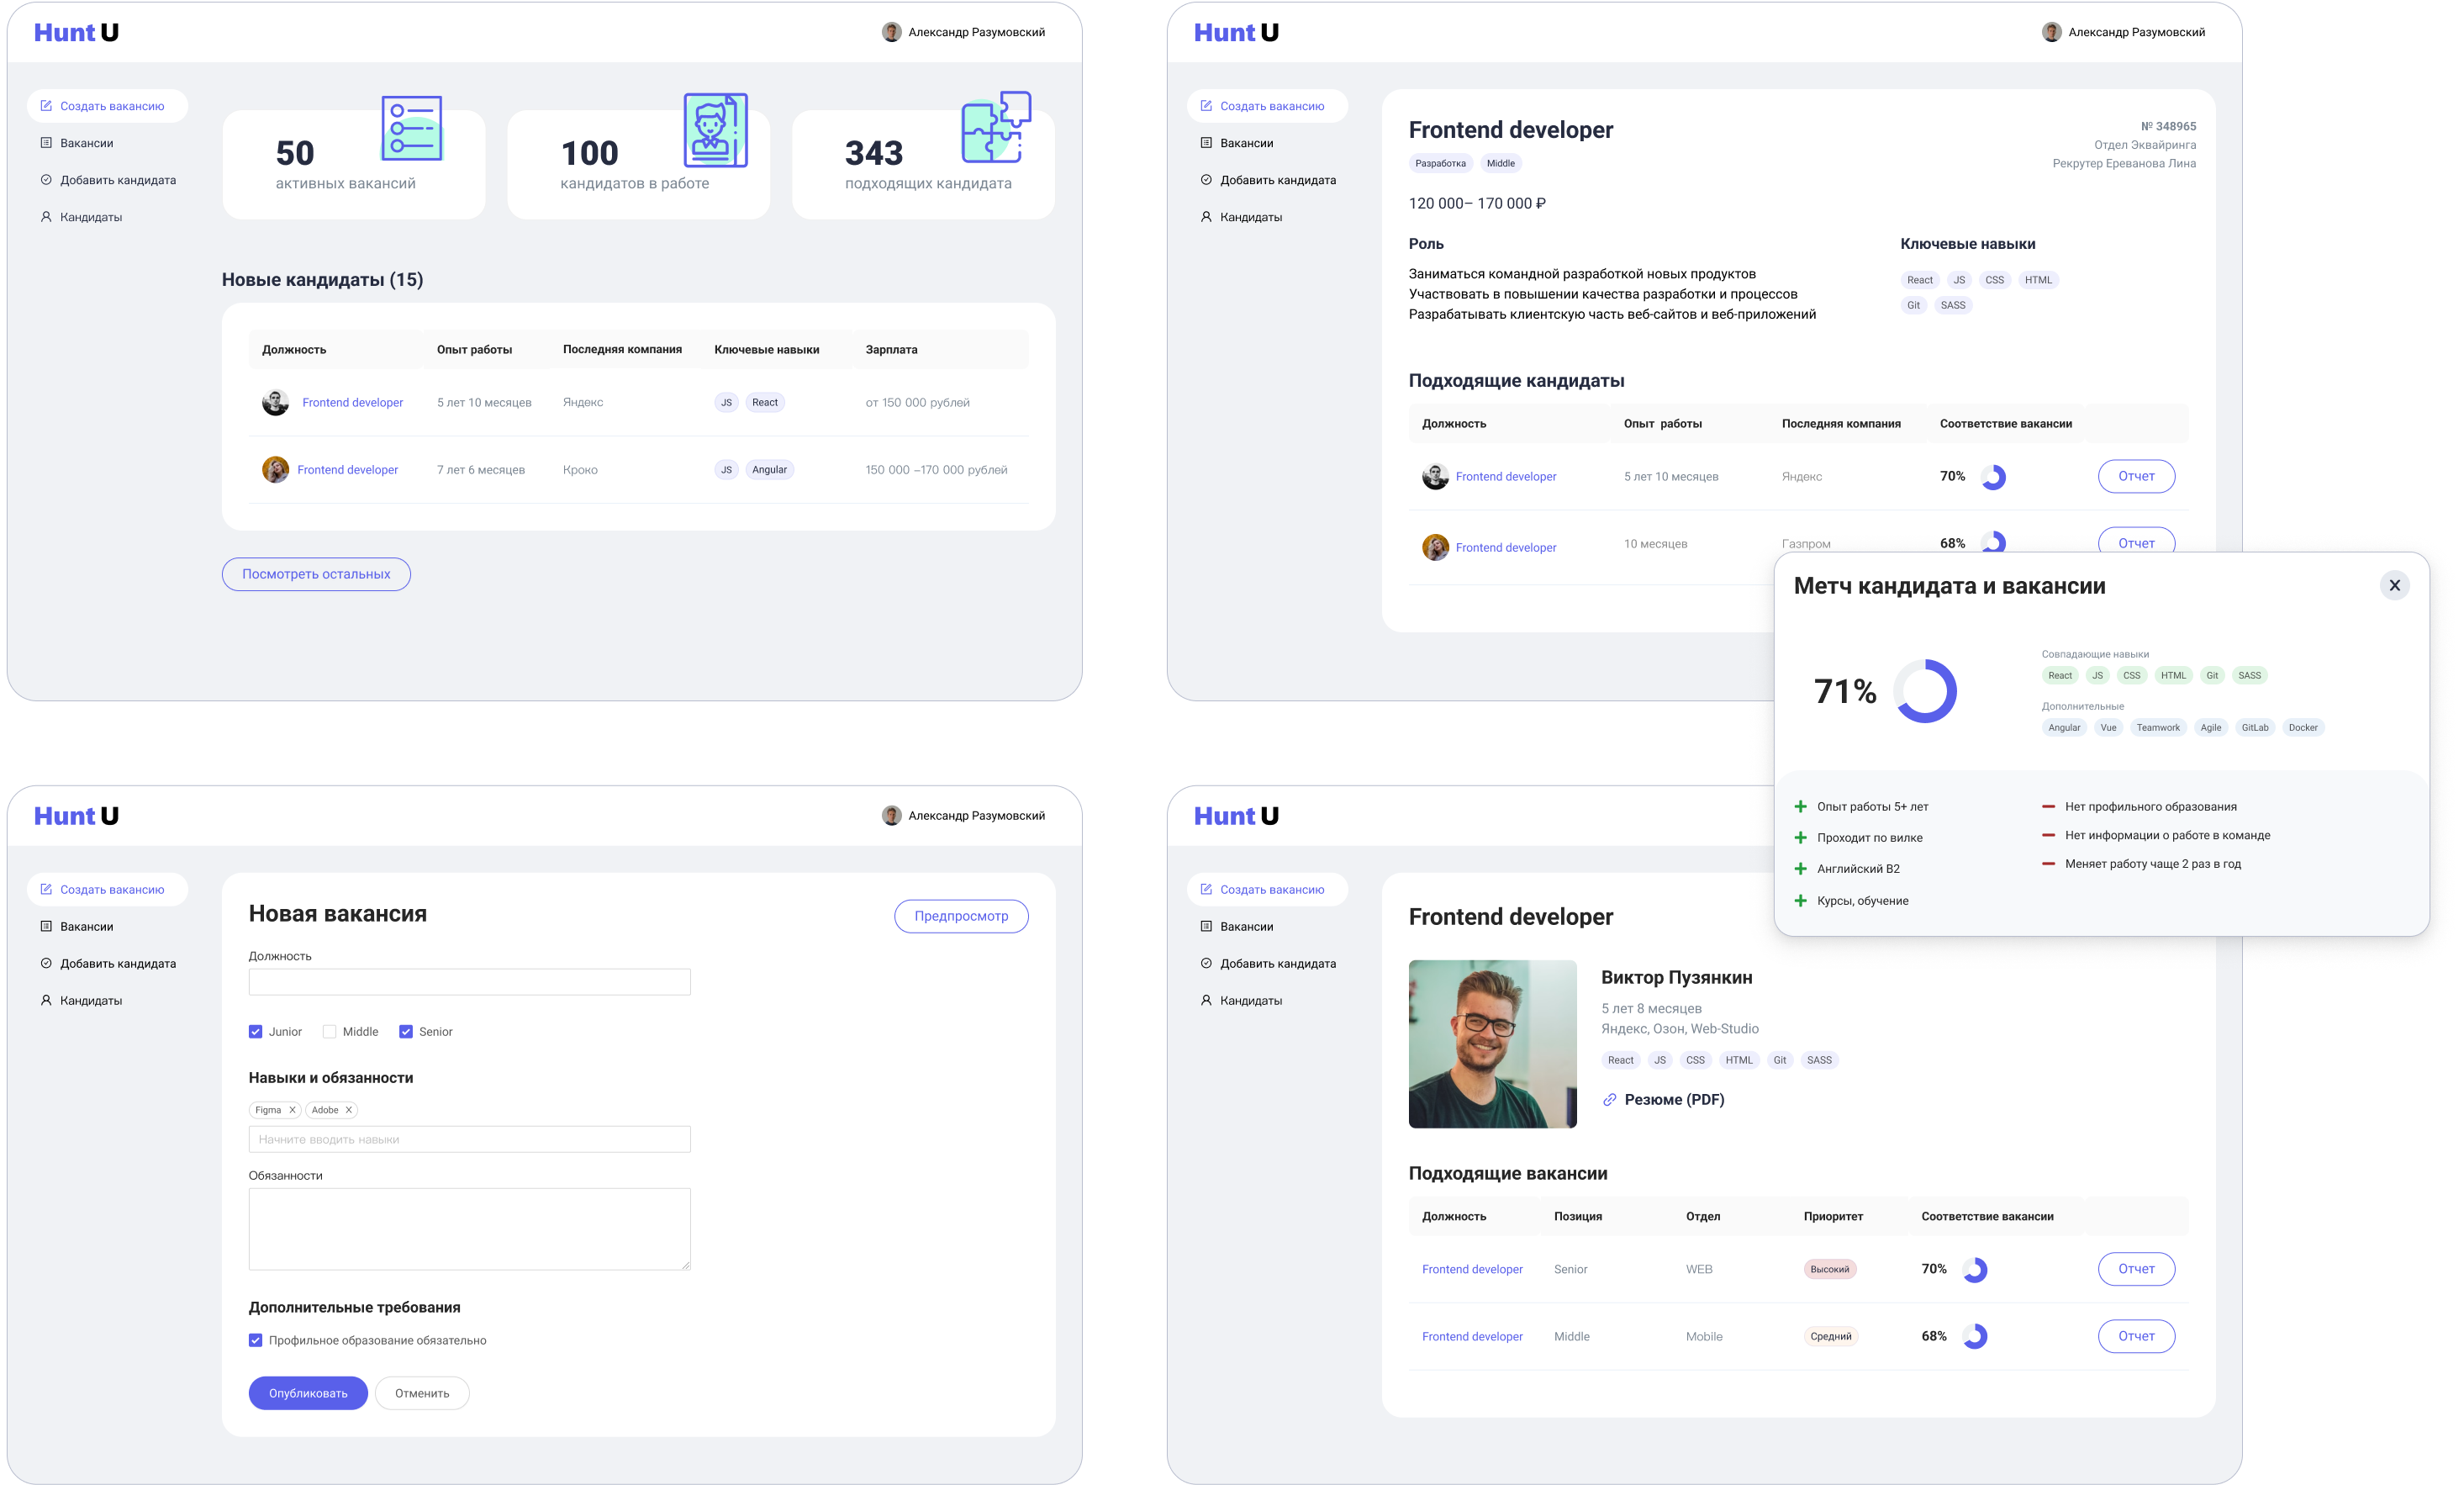 Hunt U
Александр Разумовский
Создать вакансию
Вакансии
Добавить кандидата
Кандидаты
50
активных вакансий
100
кандидатов в работе
343
подходящих кандидата
Новые кандидаты (15)
Должность Опыт работы Последняя компания Ключевые навыки Зарплата
Frontend developer 5 лет 10 месяцев Яндекс JS React от 150 000 рублей
Frontend developer 7 лет 6 месяцев Кроко JS Angular 150 000 –170 000 рублей
Посмотреть остальных
Hunt U
Александр Разумовский
Создать вакансию
Вакансии
Добавить кандидата
Кандидаты
Frontend developer
Разработка Middle
№ 348965
Отдел Эквайринга
Рекрутер Ереванова Лина
120 000– 170 000 ₽
Роль
Заниматься командной разработкой новых продуктов
Участвовать в повышении качества разработки и процессов
Разрабатывать клиентскую часть веб-сайтов и веб-приложений
Ключевые навыки
React JS CSS HTML
Git SASS
Подходящие кандидаты
Должность Опыт работы Последняя компания Соответствие вакансии
Frontend developer 5 лет 10 месяцев Яндекс 70% Отчет
Frontend developer 10 месяцев Газпром 68% Отчет
Метч кандидата и вакансии
X
71%
Совпадающие навыки
React JS CSS HTML Git SASS
Дополнительные
Angular Vue Teamwork Agile GitLab Docker
Опыт работы 5+ лет
Проходит по вилке
Английский B2
Курсы, обучение
Нет профильного образования
Нет информации о работе в команде
Меняет работу чаще 2 раз в год
Hunt U
Александр Разумовский
Создать вакансию
Вакансии
Добавить кандидата
Кандидаты
Новая вакансия
Предпросмотр
Должность
Junior Middle Senior
Навыки и обязанности
Figma X Adobe X
Начните вводить навыки
Обязанности
Дополнительные требования
Профильное образование обязательно
Опубликовать Отменить
Hunt U
Создать вакансию
Вакансии
Добавить кандидата
Кандидаты
Frontend developer
Виктор Пузянкин
5 лет 8 месяцев
Яндекс, Озон, Web-Studio
React JS CSS HTML Git SASS
Резюме (PDF)
Подходящие вакансии
Должность Позиция Отдел Приоритет Соответствие вакансии
Frontend developer Senior WEB Высокий 70% Отчет
Frontend developer Middle Mobile Средний 68% Отчет